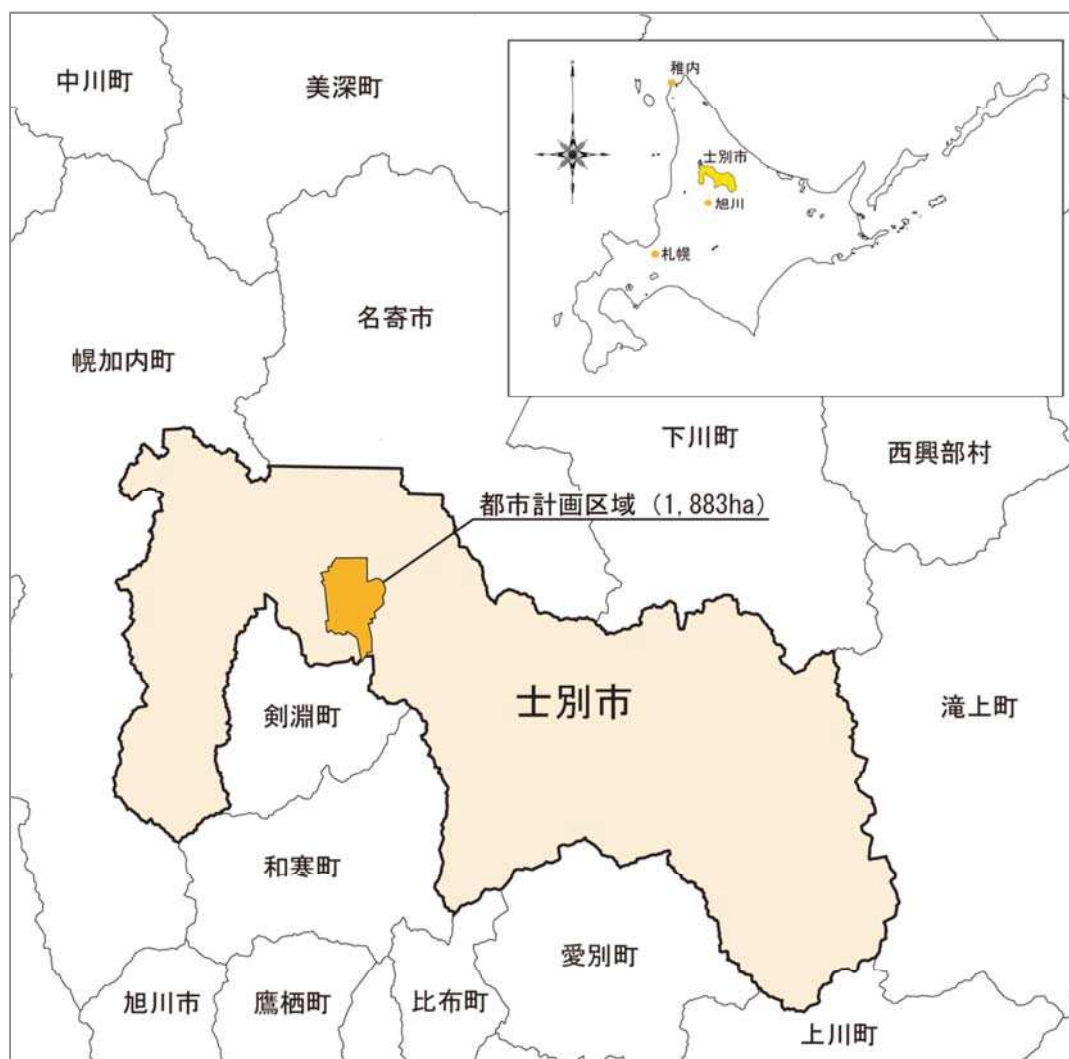 中川町
美深町
稚内
士別市
旭川
札幌
名寄市
幌加内町
下川町
西興部村
都市計画区域（1,883ha）
士別市
剣淵町
滝上町
和寒町
愛別町
旭川市
鷹栖町
比布町
上川町